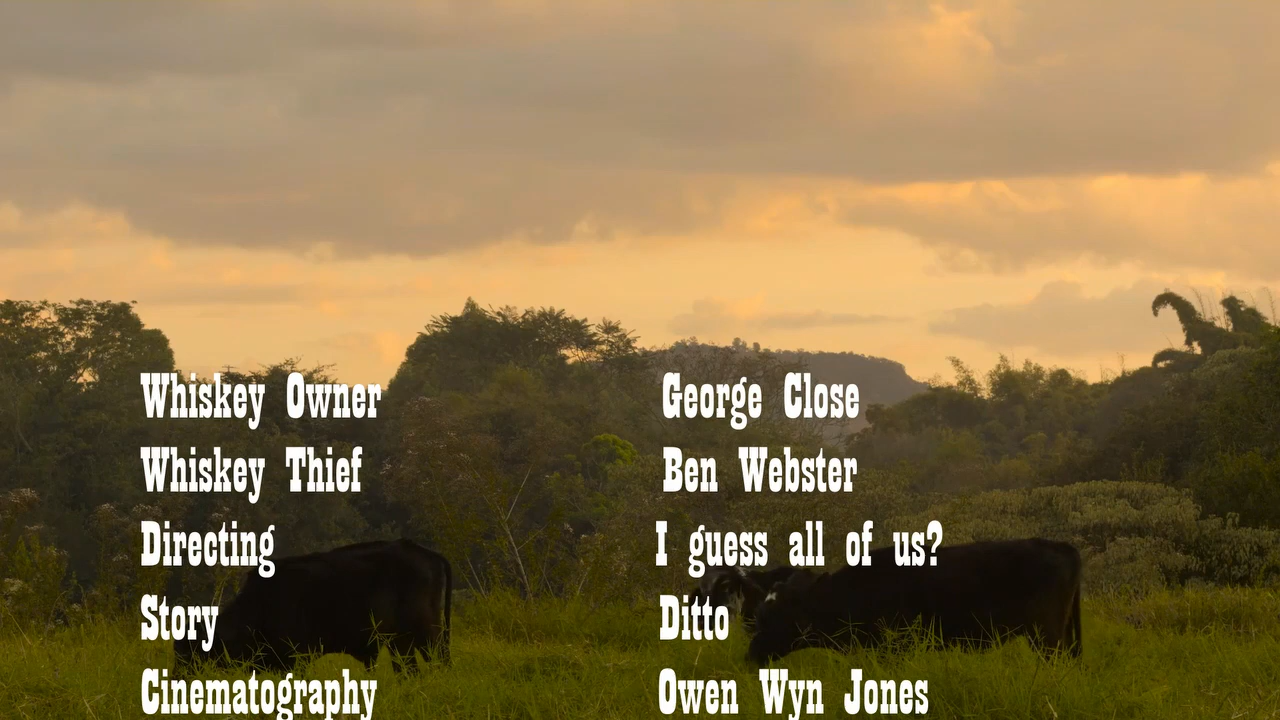 Whiskey Owner George Close
Whiskey Thief Ben Webster
Directing I guess all of us?
Story Ditto
Cinematography Owen Wyn Jones